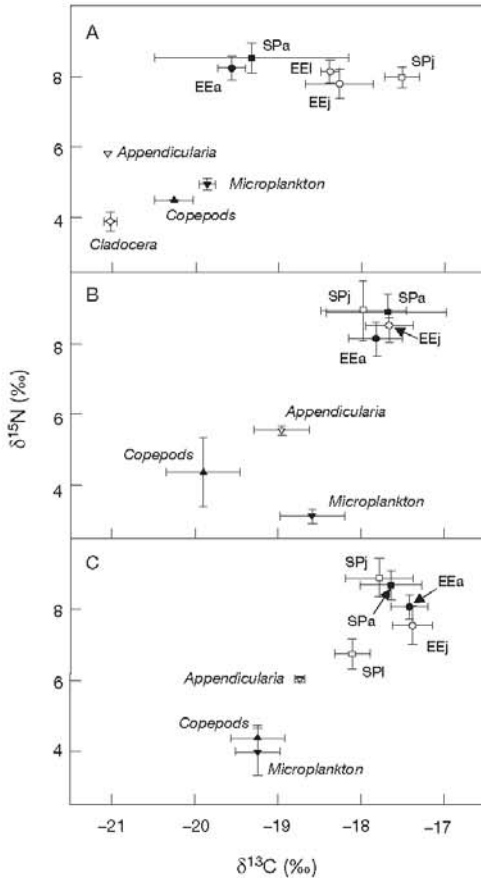 A
SPa
EEa
EEl
EEj
SPj
Appendicularia
Microplankton
Copepods
Cladocera
8
6
4
B
SPj
SPa
EEj
EEa
Appendicularia
Copepods
Microplankton
8
6
4
δ15N (‰)
C
SPj
EEa
SPa
EEj
SPl
Appendicularia
Copepods
Microplankton
8
6
4
–21 –20 –19 –18 –17
δ13C (‰)